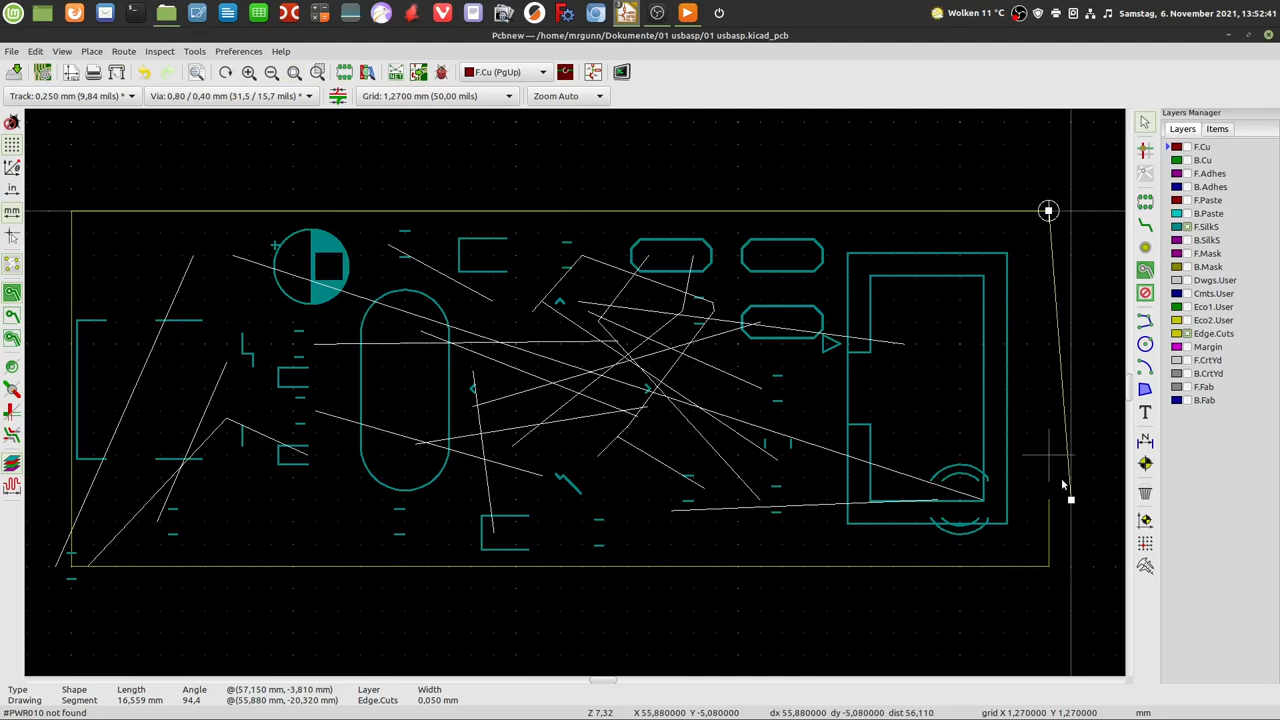 Wolken 11 °C
Samstag, 6. November 2021, 13:52:41
Pcbnew — /home/mrgunn/Dokumente/01 usbasp/01 usbasp.kicad_pcb
File Edit View Place Route Inspect Tools Preferences Help
F.Cu (PgUp)
Track: 0,250 mm (9,84 mils) *
Via: 0,80 / 0,40 mm (31,5 / 15,7 mils) *
Grid: 1,2700 mm (50,00 mils)
Zoom Auto
Layers Manager
Layers Items
F.Cu
B.Cu
F.Adhes
B.Adhes
F.Paste
B.Paste
F.SilkS
B.SilkS
F.Mask
B.Mask
Dwgs.User
Cmts.User
Eco1.User
Eco2.User
Edge.Cuts
Margin
F.CrtYd
B.CrtYd
F.Fab
B.Fab
in
mm
T
N
+
Type Shape Length Angle @(57,150 mm, -3,810 mm) Layer Width
Drawing Segment 16,559 mm 94,4 @(55,880 mm, -20,320 mm) Edge.Cuts 0,050 mm
#PWR010 not found
Z 7,32 X 55,880000 Y -5,080000 dx 55,880000 dy -5,080000 dist 56,110 grid X 1,270000 Y 1,270000 mm